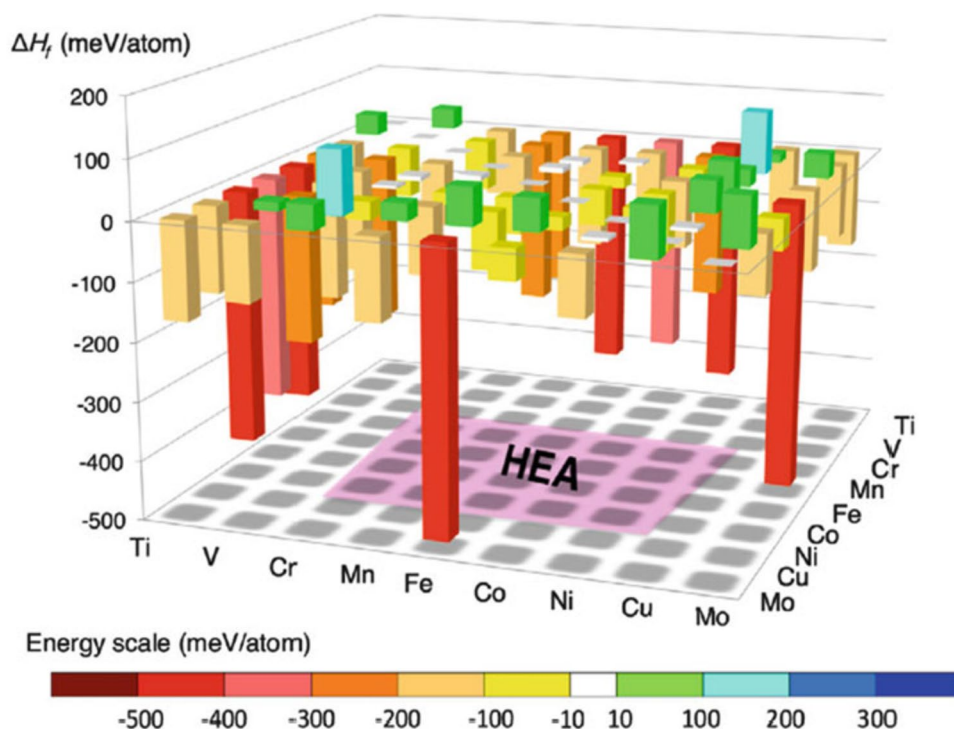 ΔHf (meV/atom)
200
100
0
-100
-200
-300
-400
-500
HEA
Ti
V
Cr
Mn
Fe
Co
Ni
Cu
Mo
Ti
V
Cr
Mn
Fe
Co
Ni
Cu
Mo
Energy scale (meV/atom)
-500 -400 -300 -200 -100 -10 10 100 200 300